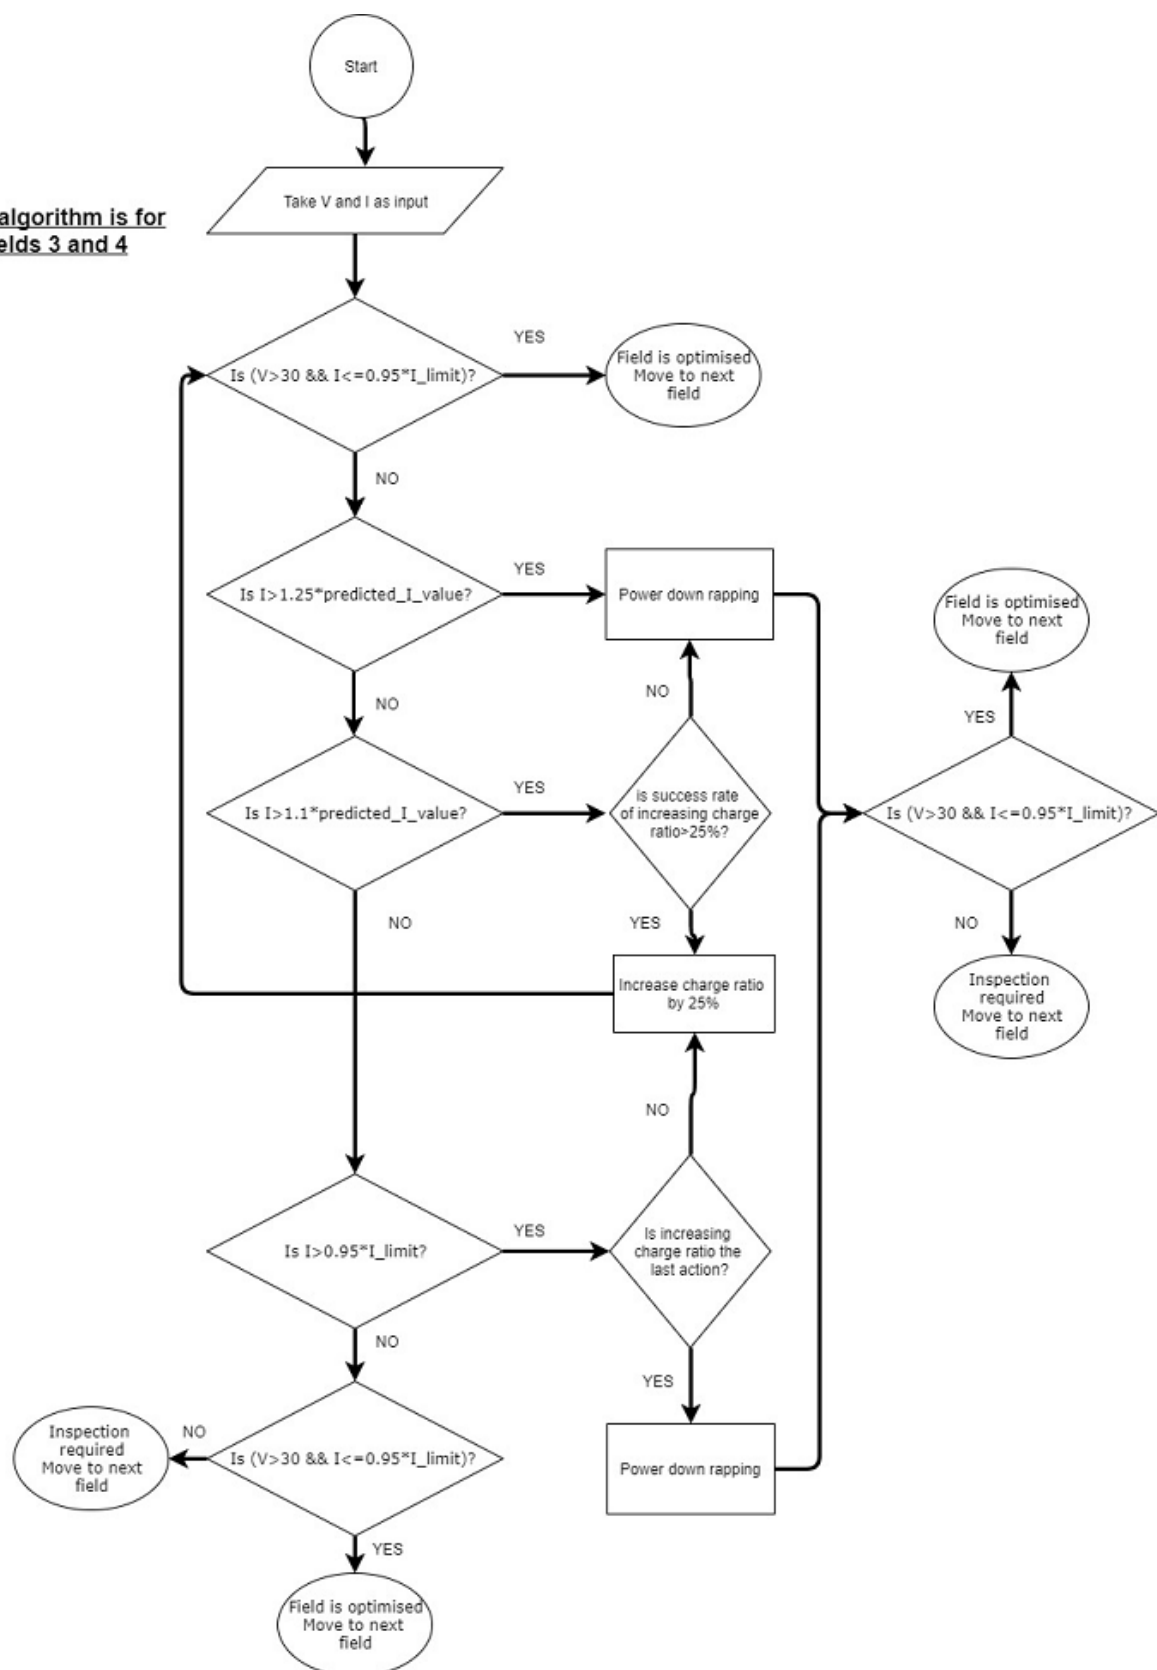 Start
Take V and I as input
algorithm is for
elds 3 and 4
Is (V>30 && I<=0.95*I_limit)?
YES
Field is optimised
Move to next
field
NO
Is I>1.25*predicted_I_value?
YES
Power down rapping
NO
Is I>1.1*predicted_I_value?
YES
is success rate
of increasing charge
ratio>25%?
NO
YES
Increase charge ratio
by 25%
Field is optimised
Move to next
field
YES
Is (V>30 && I<=0.95*I_limit)?
NO
Inspection
required
Move to next
field
NO
Is I>0.95*I_limit?
YES
Is increasing
charge ratio the
last action?
NO
YES
Power down rapping
NO
Is (V>30 && I<=0.95*I_limit)?
NO
Inspection
required
Move to next
field
YES
Field is optimised
Move to next
field